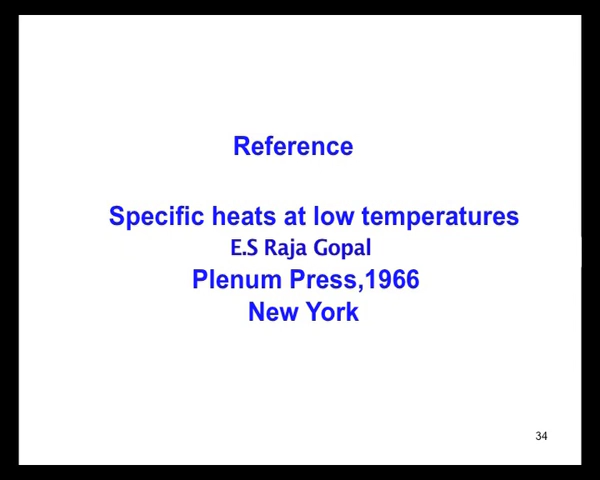 Reference
Specific heats at low temperatures
E.S Raja Gopal
Plenum Press,1966
New York
34